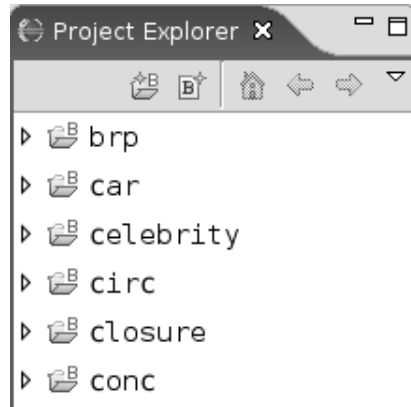 Project Explorer
brp
car
celebrity
circ
closure
conc